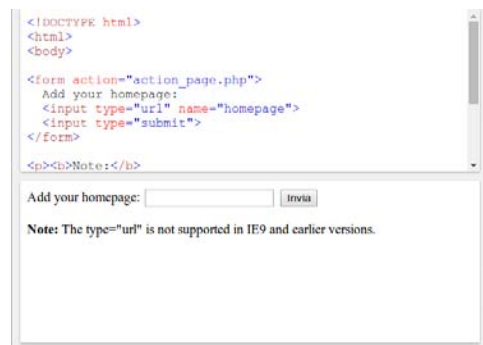 <!DOCTYPE html>
<html>
<body>
<form action="action_page.php">
Add your homepage:
<input type="url" name="homepage">
<input type="submit">
</form>
<p><b>Note:</b>
Add your homepage: Invia
Note: The type="url" is not supported in IE9 and earlier versions.